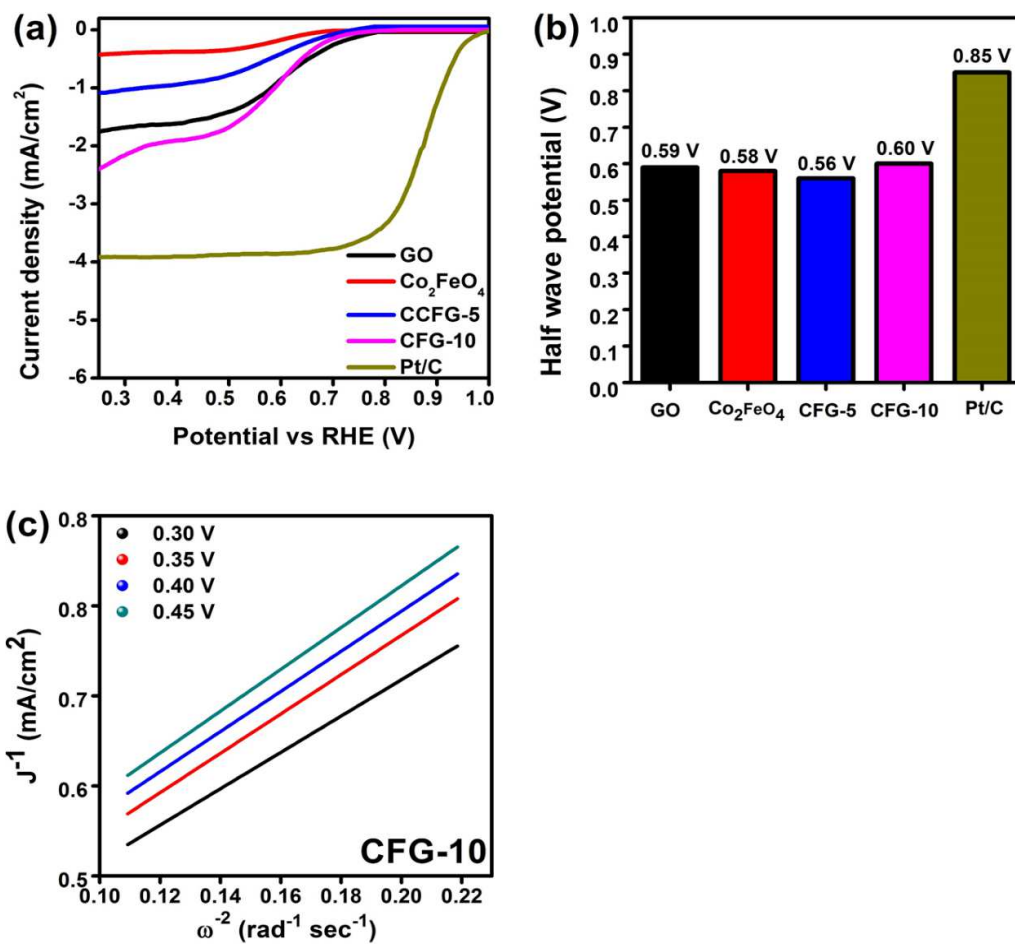 (a)
0
-1
-2
-3
-4
-5
-6
Current density (mA/cm²)
GO
Co₂FeO₄
CCFG-5
CFG-10
Pt/C
0.3 0.4 0.5 0.6 0.7 0.8 0.9 1.0
Potential vs RHE (V)
(b)
1.0
0.9
0.8
0.7
0.6
0.5
0.4
0.3
0.2
0.1
0.0
Half wave potential (V)
0.59 V
0.58 V
0.56 V
0.60 V
0.85 V
GO Co₂FeO₄ CFG-5 CFG-10 Pt/C
(c)
0.8
0.8
0.7
0.6
0.5
J⁻¹ (mA/cm²)
0.30 V
0.35 V
0.40 V
0.45 V
CFG-10
0.10 0.12 0.14 0.16 0.18 0.20 0.22
ω⁻² (rad⁻¹ sec⁻¹)